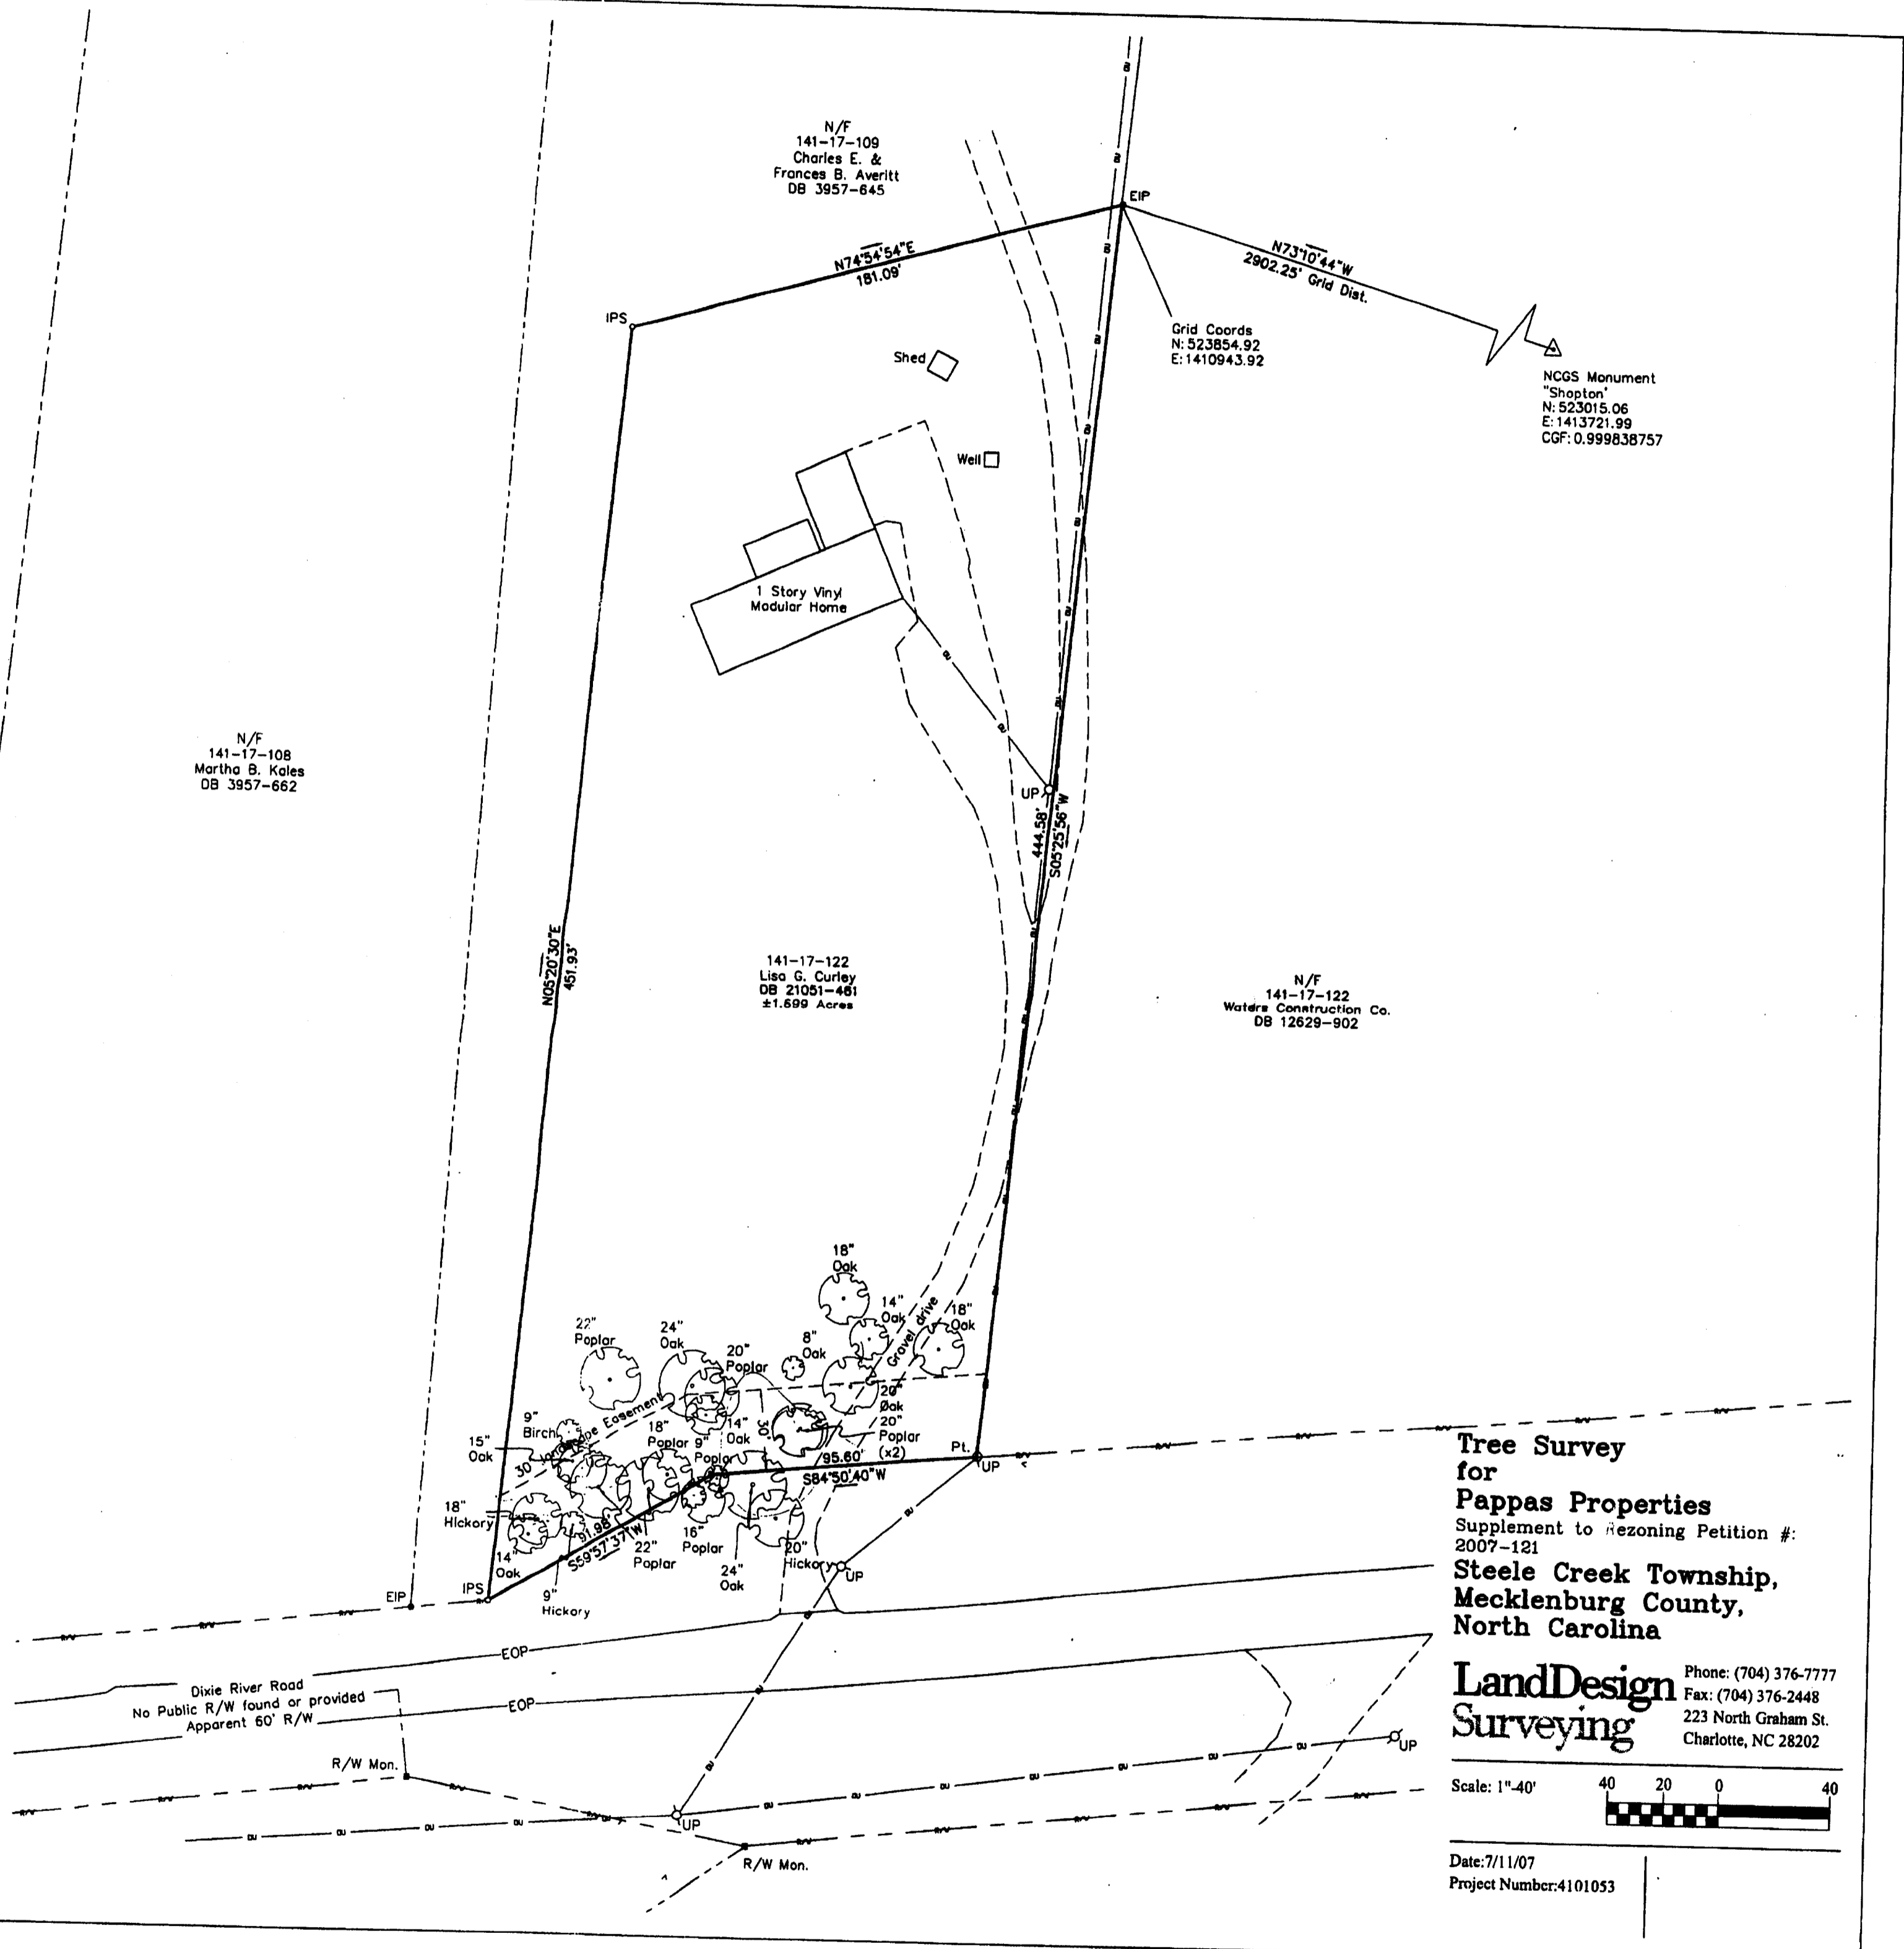 N/F
141-17-109
Charles E. &
Frances B. Averitt
DB 3957-645
EIP
N74°54'54"E
181.09'
N73°10'44"W
2902.25' Grid Dist.
IPS
Grid Coords
N: 523854.92
E: 1410943.92
Shed
NCGS Monument
"Shopton'
N: 523015.06
E: 1413721.99
CGF: 0.999838757
Well
1 Story Vinyl
Modular Home
N/F
141-17-108
Martha B. Kales
DB 3957-662
UP
444.58'
S05°25'56"W
N05°20'30"E
451.93'
141-17-122
Lisa G. Curley
DB 21051-461
±1.699 Acres
N/F
141-17-122
Waters Construction Co.
DB 12629-902
18"
Oak
14"
Oak
Gravel drive
18"
Oak
22"
Poplar
24"
Oak
20"
Poplar
8"
Oak
20"
Oak
20"
Poplar
(x2)
9"
Birch
30' Landscape Easement
15"
Oak
18"
Poplar
9"
Poplar
14"
Oak
30'
95.60'
S84°50'40"W
Pt.
UP
18"
Hickory
14"
Oak
91.98'
S59°57'37"W
22"
Poplar
16"
Poplar
24"
Oak
20"
Hickory
UP
9"
Hickory
EIP
IPS
R/W
EOP
EOP
Dixie River Road
No Public R/W found or provided
Apparent 60' R/W
R/W Mon.
OU
UP
UP
R/W Mon.
Tree Survey
for
Pappas Properties
Supplement to Rezoning Petition #:
2007-121
Steele Creek Township,
Mecklenburg County,
North Carolina
LandDesign
Surveying
Phone: (704) 376-7777
Fax: (704) 376-2448
223 North Graham St.
Charlotte, NC 28202
Scale: 1"-40'
40 20 0 40
Date:7/11/07
Project Number:4101053